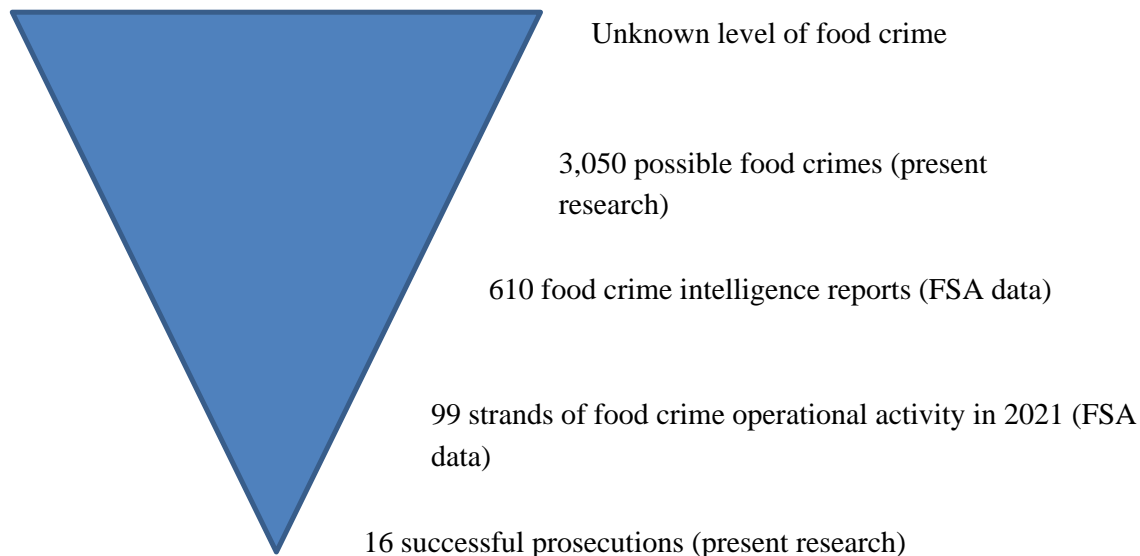 Unknown level of food crime
3,050 possible food crimes (present
research)
610 food crime intelligence reports (FSA data)
99 strands of food crime operational activity in 2021 (FSA
data)
16 successful prosecutions (present research)